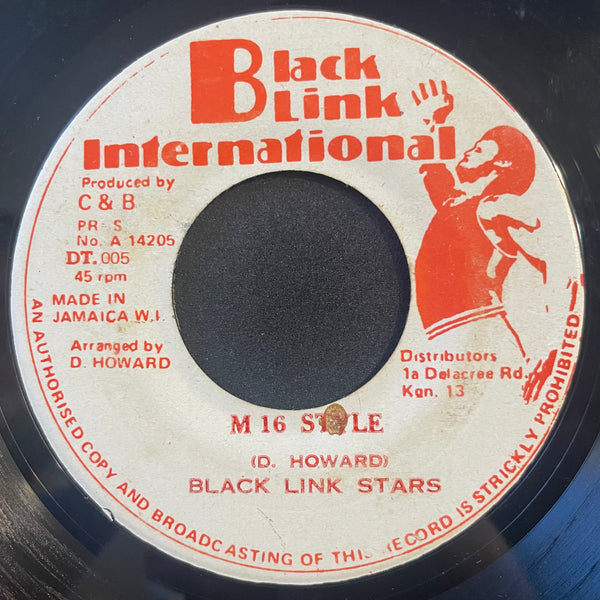 Black
Link
International
Produced by
C & B
PR S
No. A 14205
DT. 005
45 rpm
MADE IN
JAMAICA W.I.
Arranged by
D. HOWARD
Distributors
1a Delacree Rd.
Kgn. 13
M 16 STYLE
(D. HOWARD)
BLACK LINK STARS
AN AUTHORISED COPY AND BROADCASTING OF THIS RECORD IS STRICKLY PROHIBITED